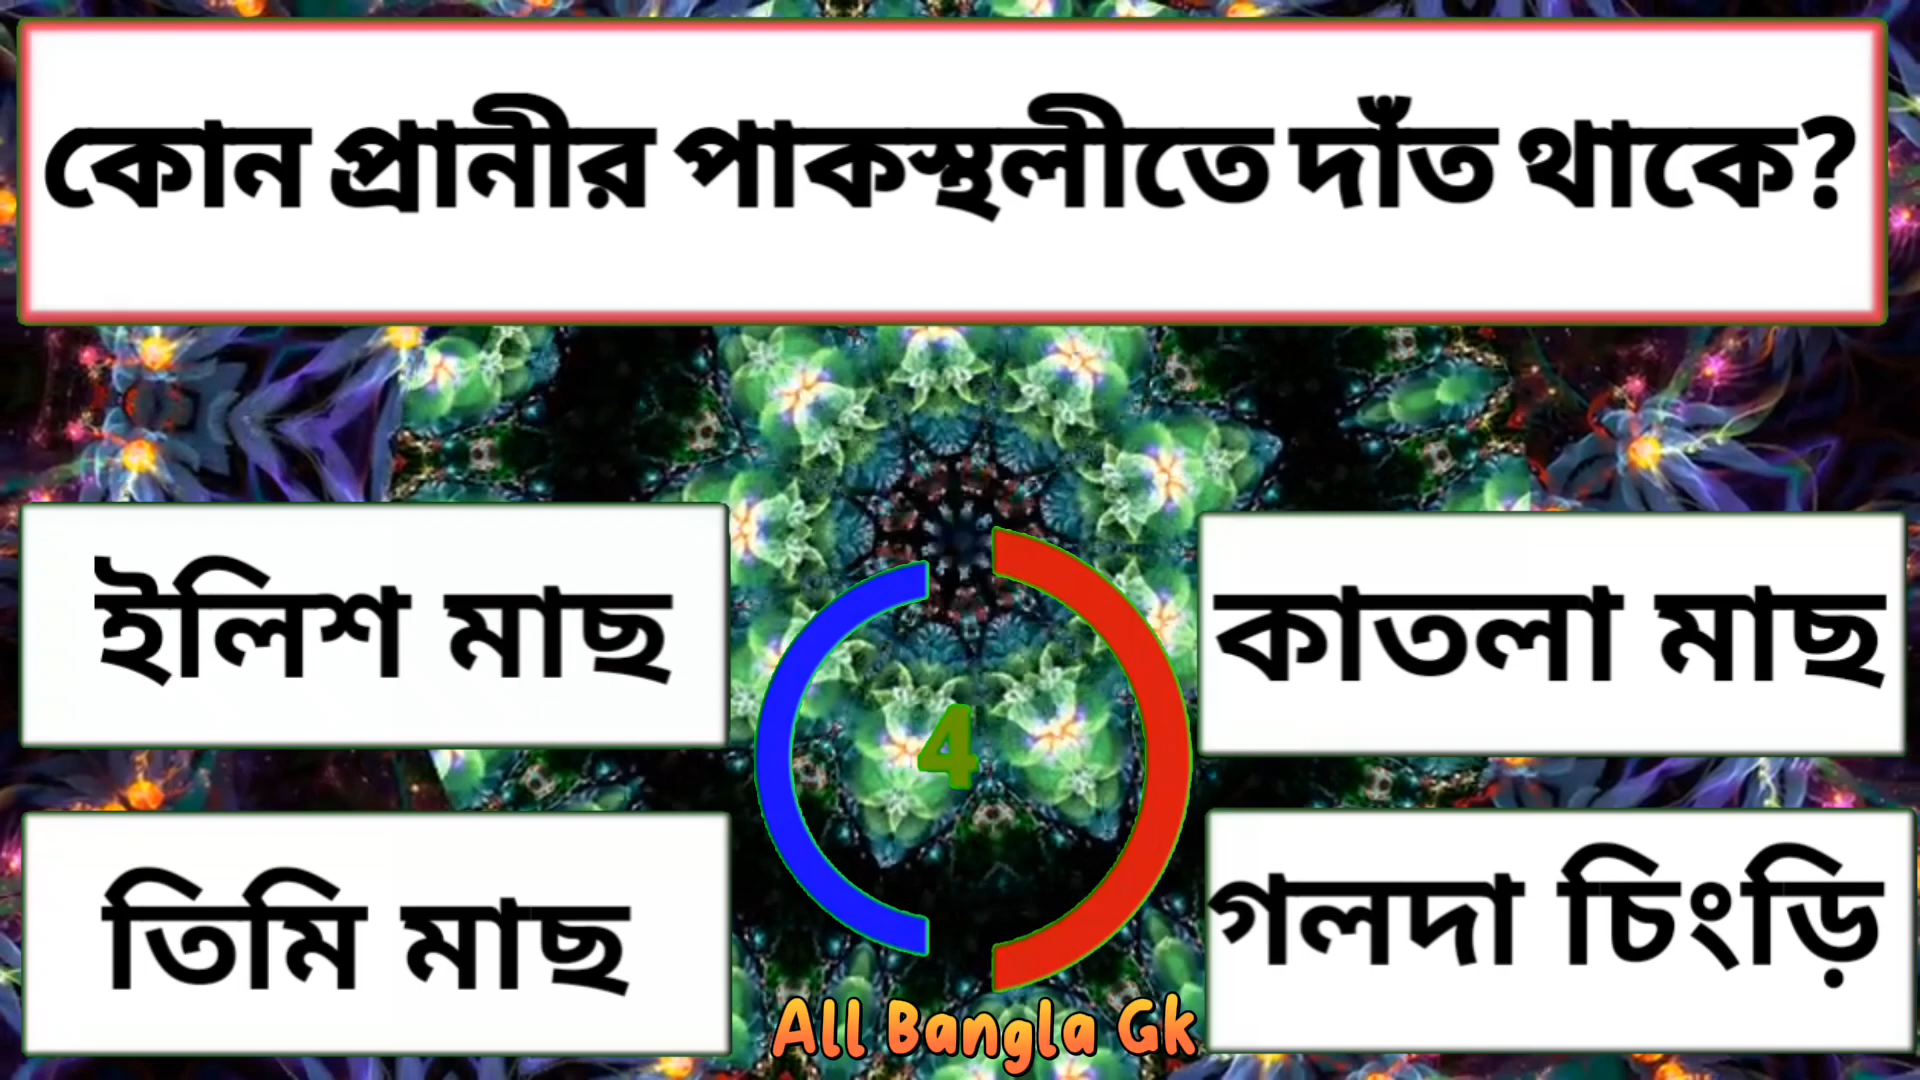 কোন প্রানীর পাকস্থলীতে দাঁত থাকে?
ইলিশ মাছ
কাতলা মাছ
4
তিমি মাছ
গলদা চিংড়ি
All Bangla Gk